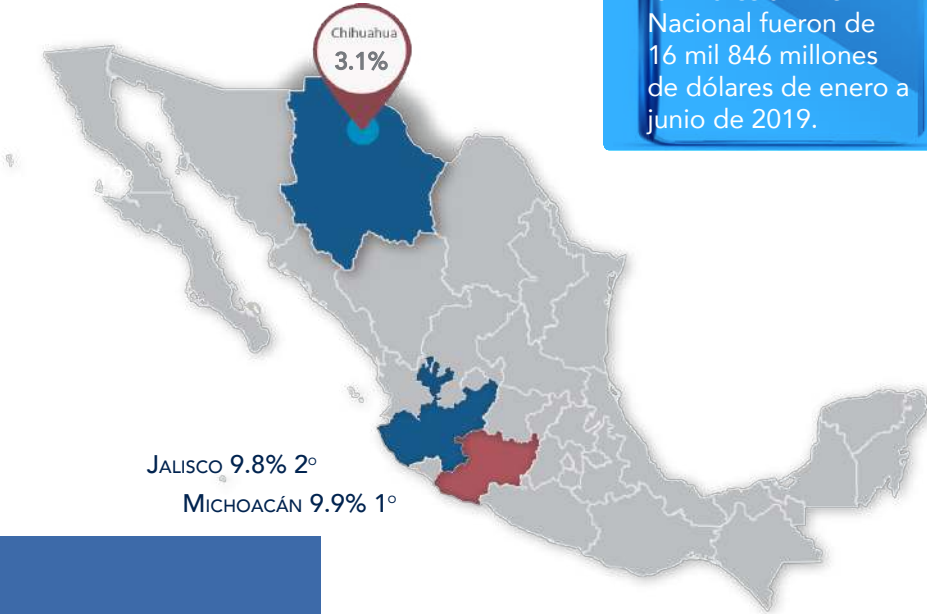 Chihuahua
3.1%
Nacional fueron de
16 mil 846 millones
de dólares de enero a
junio de 2019.
Jalisco 9.8% 2°
Michoacán 9.9% 1°